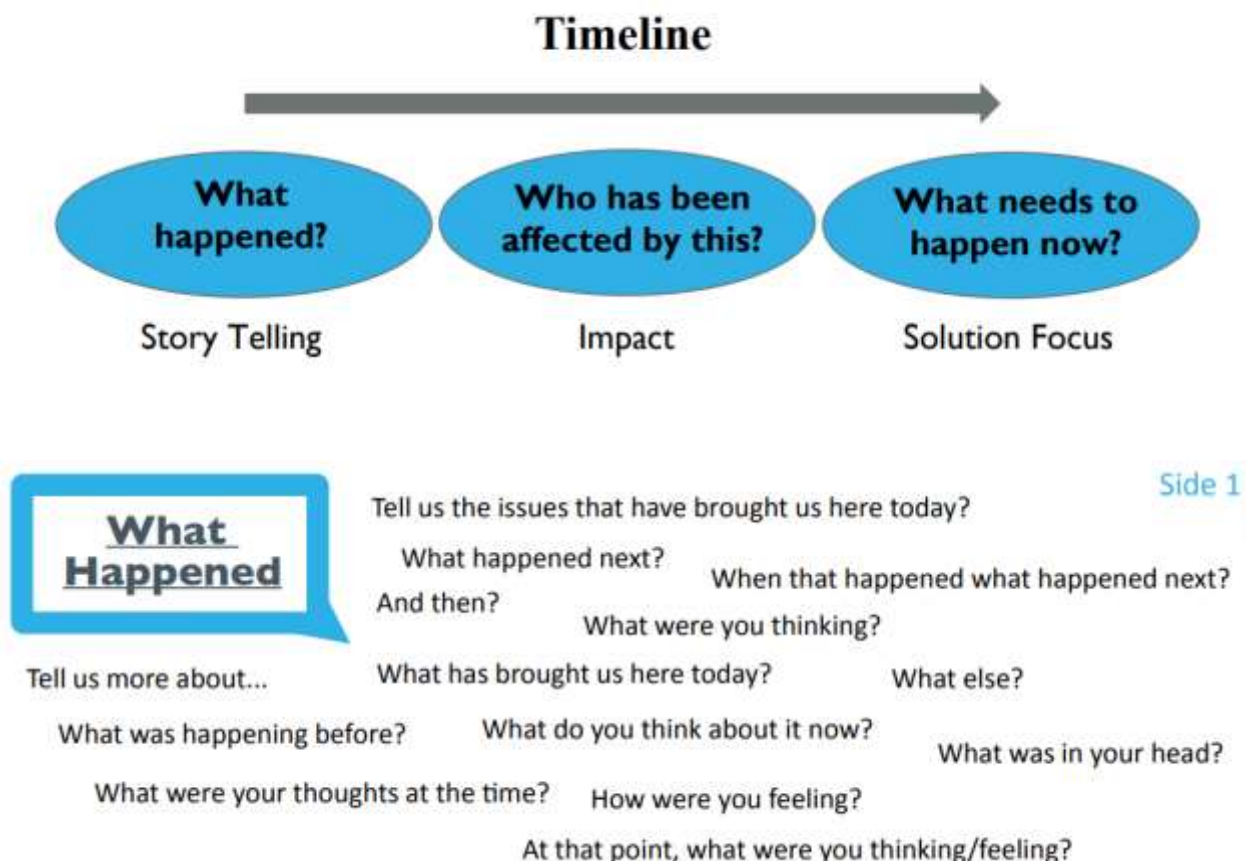 Timeline
What
happened?
Who has been
affected by this?
What needs to
happen now?
Story Telling
Impact
Solution Focus
Side 1
What
Happened
Tell us the issues that have brought us here today?
What happened next?
When that happened what happened next?
And then?
What were you thinking?
Tell us more about...
What has brought us here today?
What else?
What was happening before?
What do you think about it now?
What was in your head?
What were your thoughts at the time?
How were you feeling?
At that point, what were you thinking/feeling?